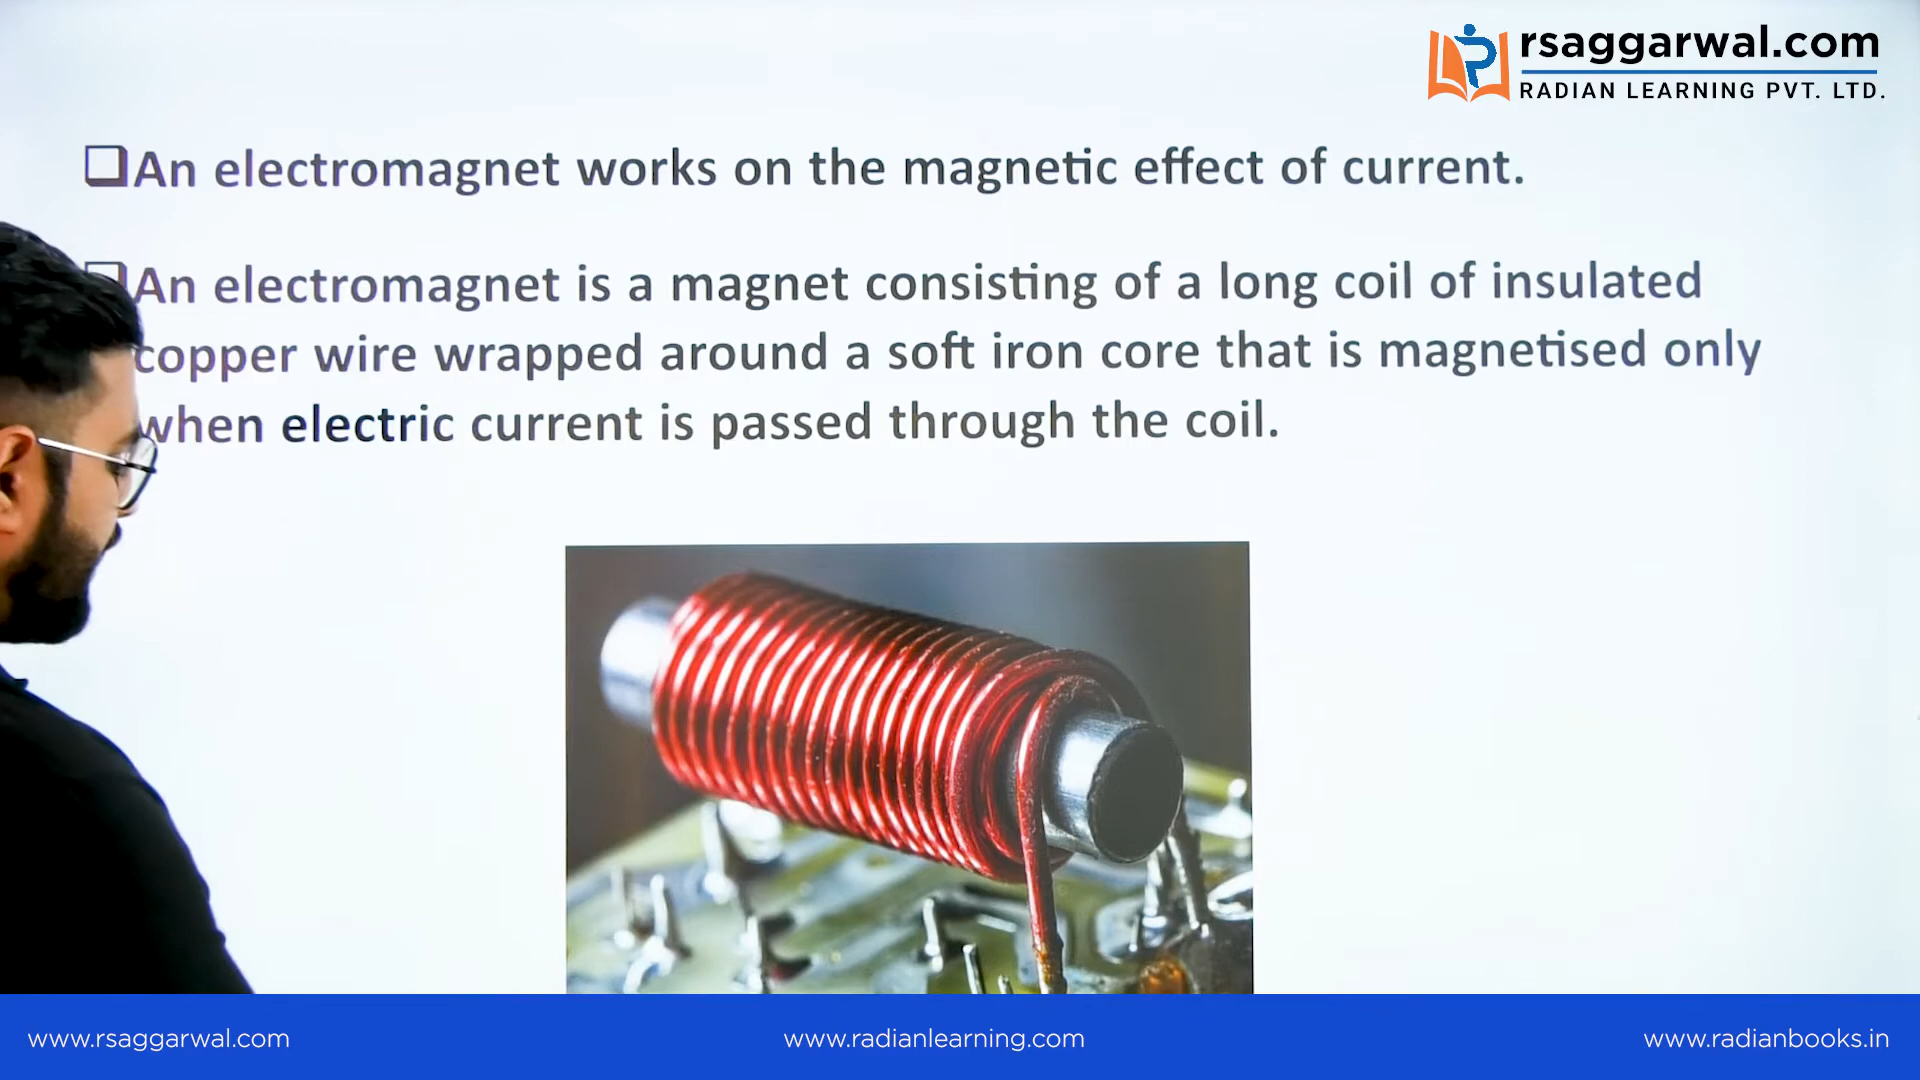 rsaggarwal.com
RADIAN LEARNING PVT. LTD.
An electromagnet works on the magnetic effect of current.
An electromagnet is a magnet consisting of a long coil of insulated
copper wire wrapped around a soft iron core that is magnetised only
when electric current is passed through the coil.
www.rsaggarwal.com
www.radianlearning.com
www.radianbooks.in